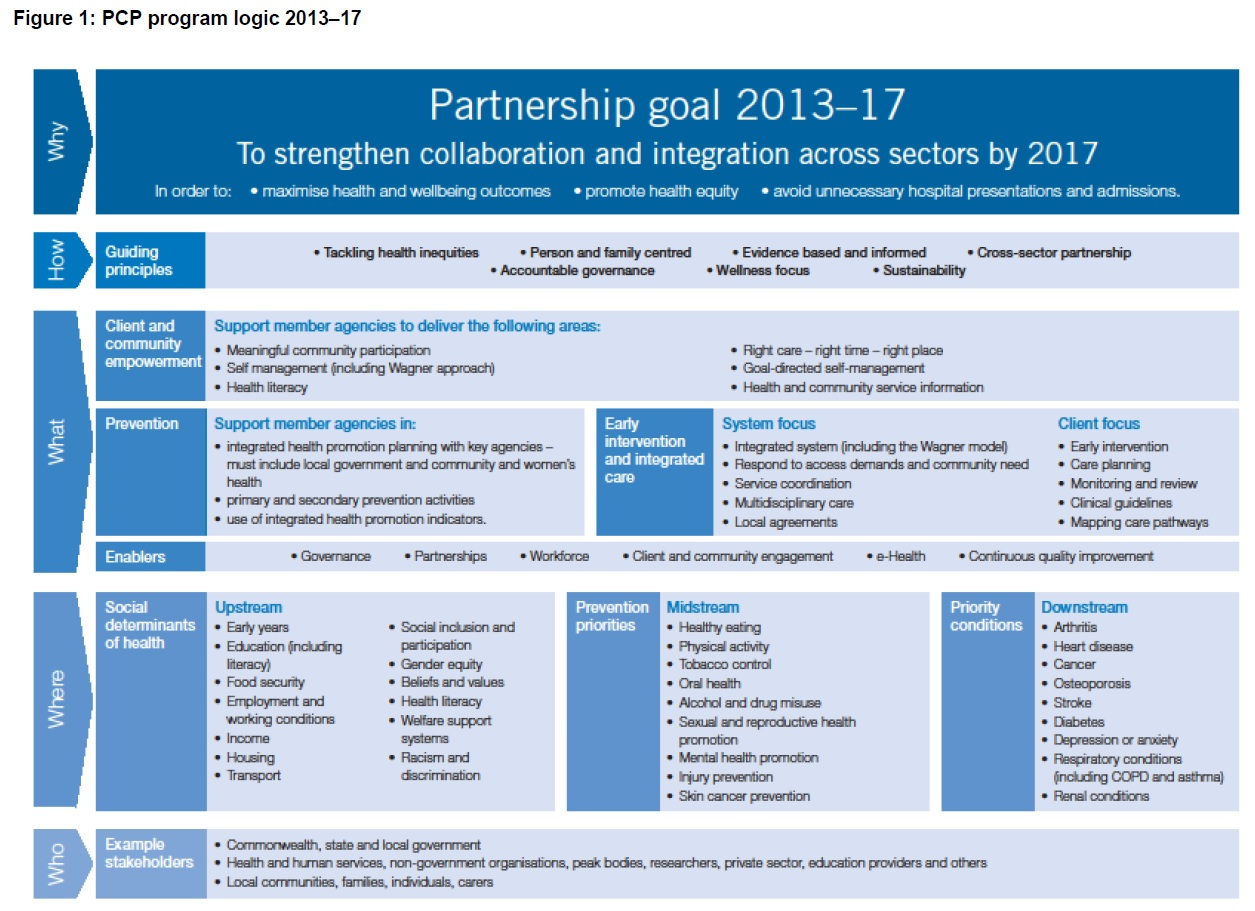 Figure 1: PCP program logic 2013–17
Why
Partnership goal 2013–17
To strengthen collaboration and integration across sectors by 2017
In order to: • maximise health and wellbeing outcomes • promote health equity • avoid unnecessary hospital presentations and admissions.
How
Guiding
principles
• Tackling health inequities • Person and family centred • Evidence based and informed • Cross-sector partnership
• Accountable governance • Wellness focus • Sustainability
What
Client and
community
empowerment
Support member agencies to deliver the following areas:
• Meaningful community participation
• Self management (including Wagner approach)
• Health literacy
• Right care – right time – right place
• Goal-directed self-management
• Health and community service information
Prevention
Support member agencies in:
• integrated health promotion planning with key agencies –
must include local government and community and women's
health
• primary and secondary prevention activities
• use of integrated health promotion indicators.
Early
intervention
and integrated
care
System focus
• Integrated system (including the Wagner model)
• Respond to access demands and community need
• Service coordination
• Multidisciplinary care
• Local agreements
Client focus
• Early intervention
• Care planning
• Monitoring and review
• Clinical guidelines
• Mapping care pathways
Enablers
• Governance • Partnerships • Workforce • Client and community engagement • e-Health • Continuous quality improvement
Where
Social
determinants
of health
Upstream
• Early years
• Education (including
literacy)
• Food security
• Employment and
working conditions
• Income
• Housing
• Transport
• Social inclusion and
participation
• Gender equity
• Beliefs and values
• Health literacy
• Welfare support
systems
• Racism and
discrimination
Prevention
priorities
Midstream
• Healthy eating
• Physical activity
• Tobacco control
• Oral health
• Alcohol and drug misuse
• Sexual and reproductive health
promotion
• Mental health promotion
• Injury prevention
• Skin cancer prevention
Priority
conditions
Downstream
• Arthritis
• Heart disease
• Cancer
• Osteoporosis
• Stroke
• Diabetes
• Depression or anxiety
• Respiratory conditions
(including COPD and asthma)
• Renal conditions
Who
Example
stakeholders
• Commonwealth, state and local government
• Health and human services, non-government organisations, peak bodies, researchers, private sector, education providers and others
• Local communities, families, individuals, carers